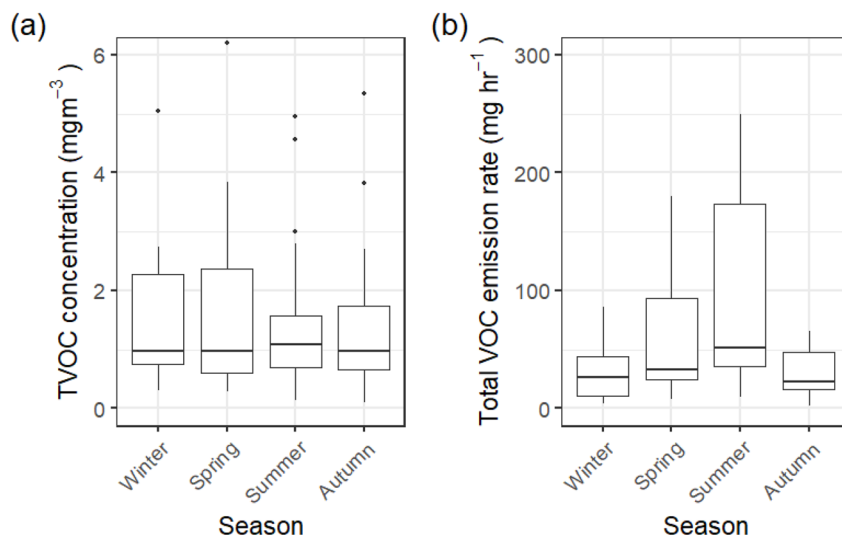 (a)
TVOC concentration (mgm⁻³ )
6
4
2
0
Winter
Spring
Summer
Autumn
Season
(b)
Total VOC emission rate (mg hr⁻¹ )
300
200
100
0
Winter
Spring
Summer
Autumn
Season